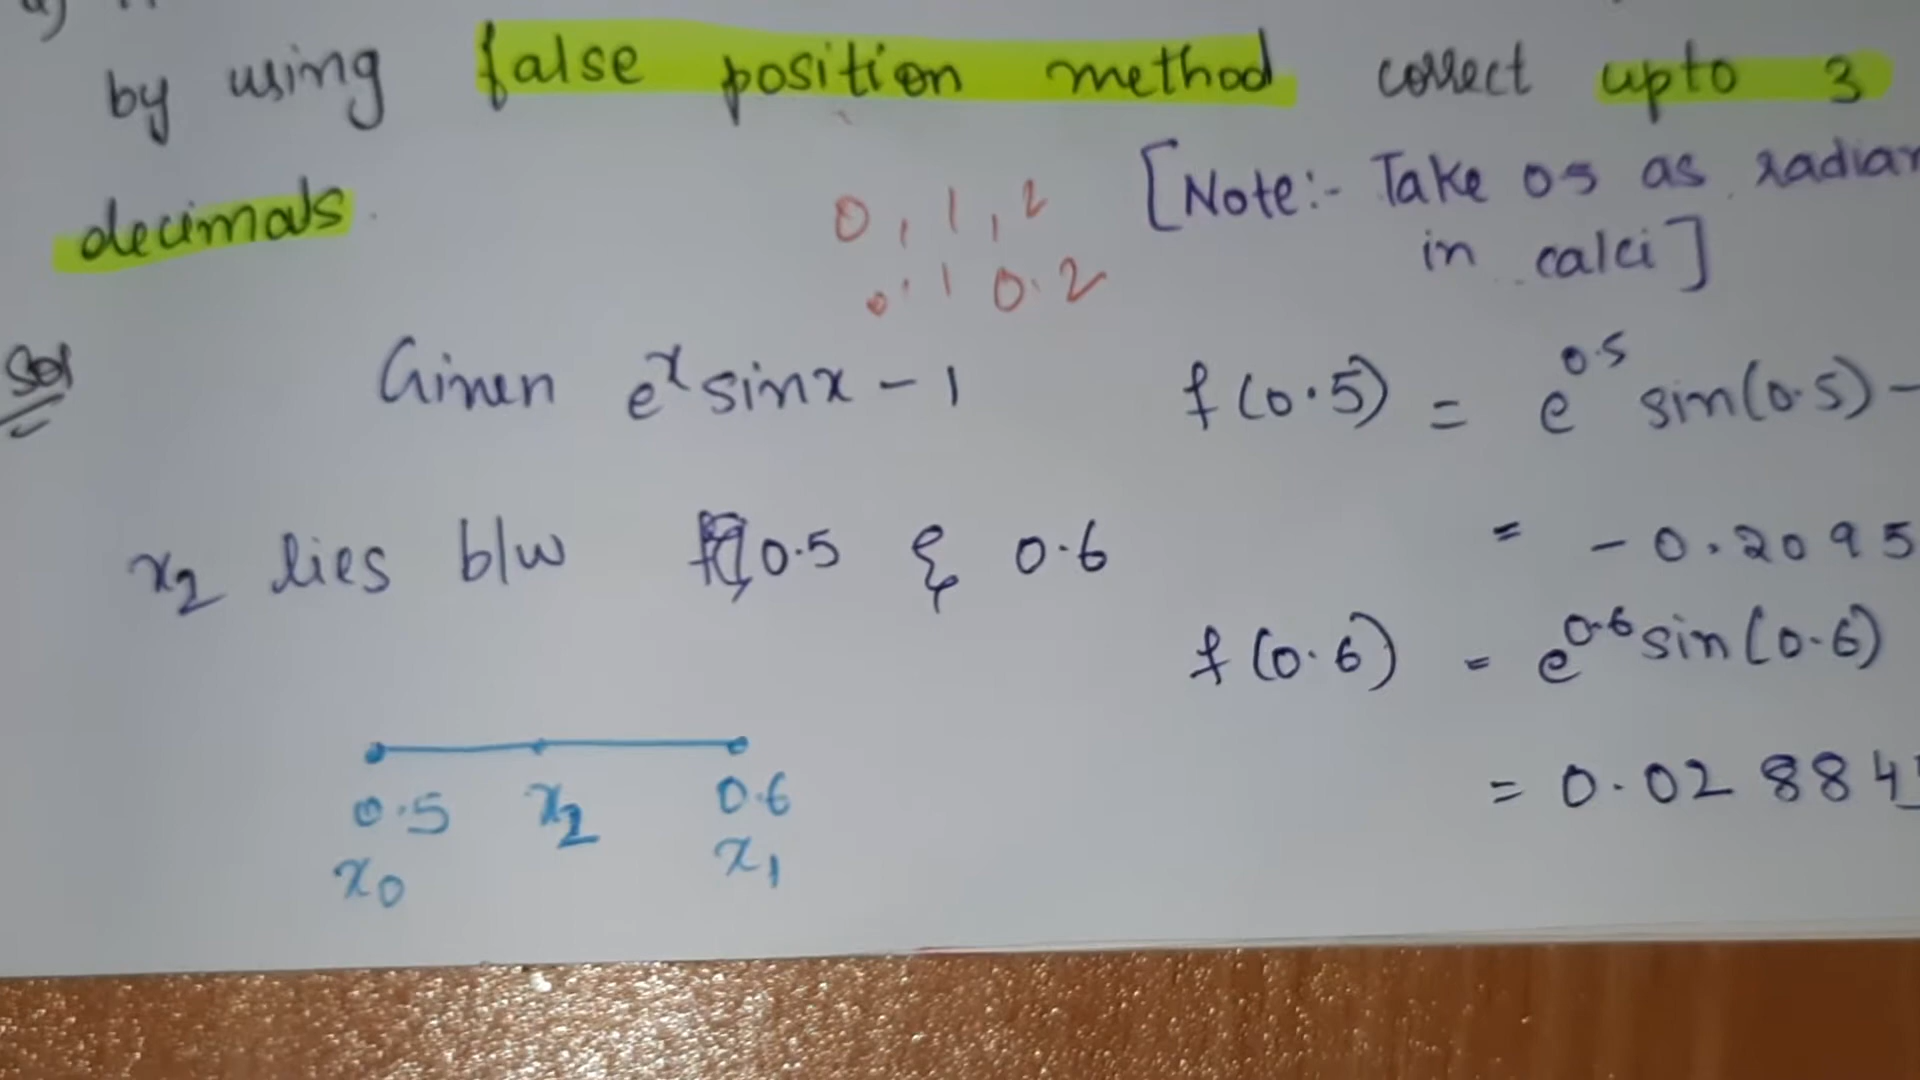 by using false position method correct upto 3
decimals.
0, 1, 2
0.1 0.2
[Note:- Take 05 as radian
in calci]
Sol
Given e^x sinx - 1
f(0.5) = e^0.5 sin(0.5) -
x2 lies b/w 0.5 & 0.6
= -0.2095
f(0.6) = e^0.6 sin(0.6)
= 0.02884
0.5 x2 0.6
x0 x1